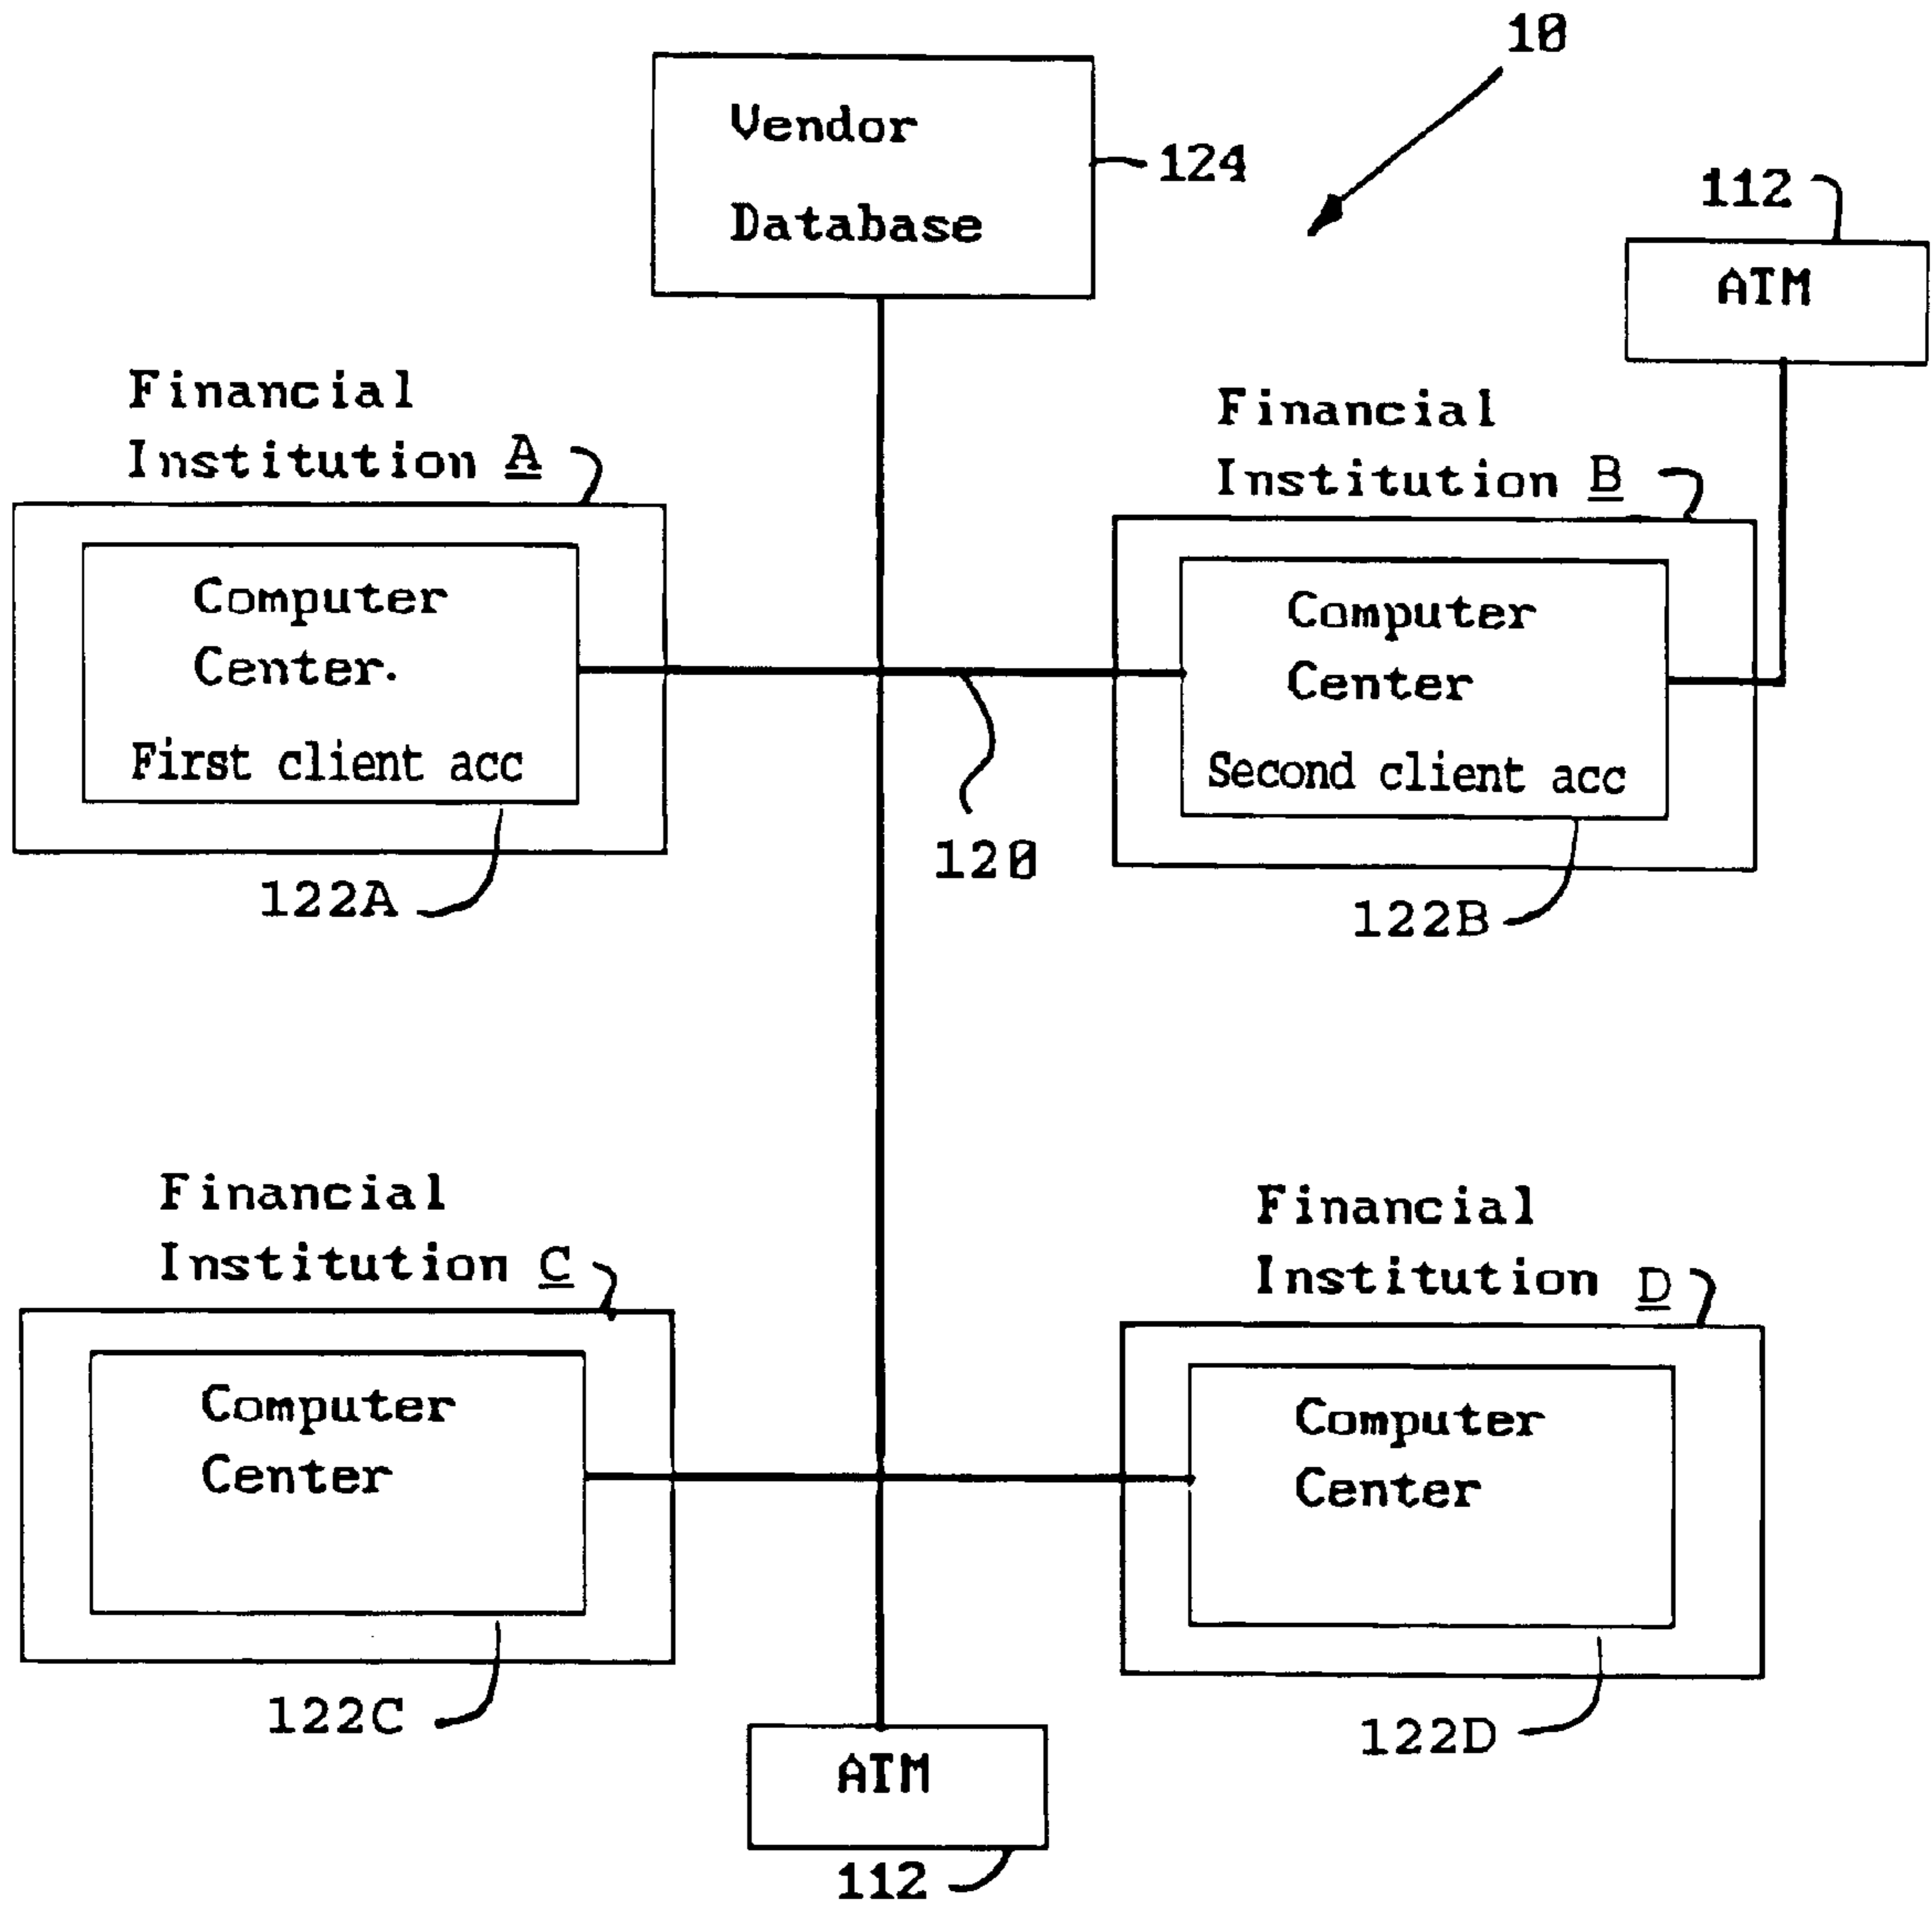 10
Vendor
Database
124
112
ATM
Financial
Institution A
Financial
Institution B
Computer
Center.
First client acc
Computer
Center
Second client acc
120
122A
122B
Financial
Institution C
Financial
Institution D
Computer
Center
Computer
Center
122C
122D
ATM
112